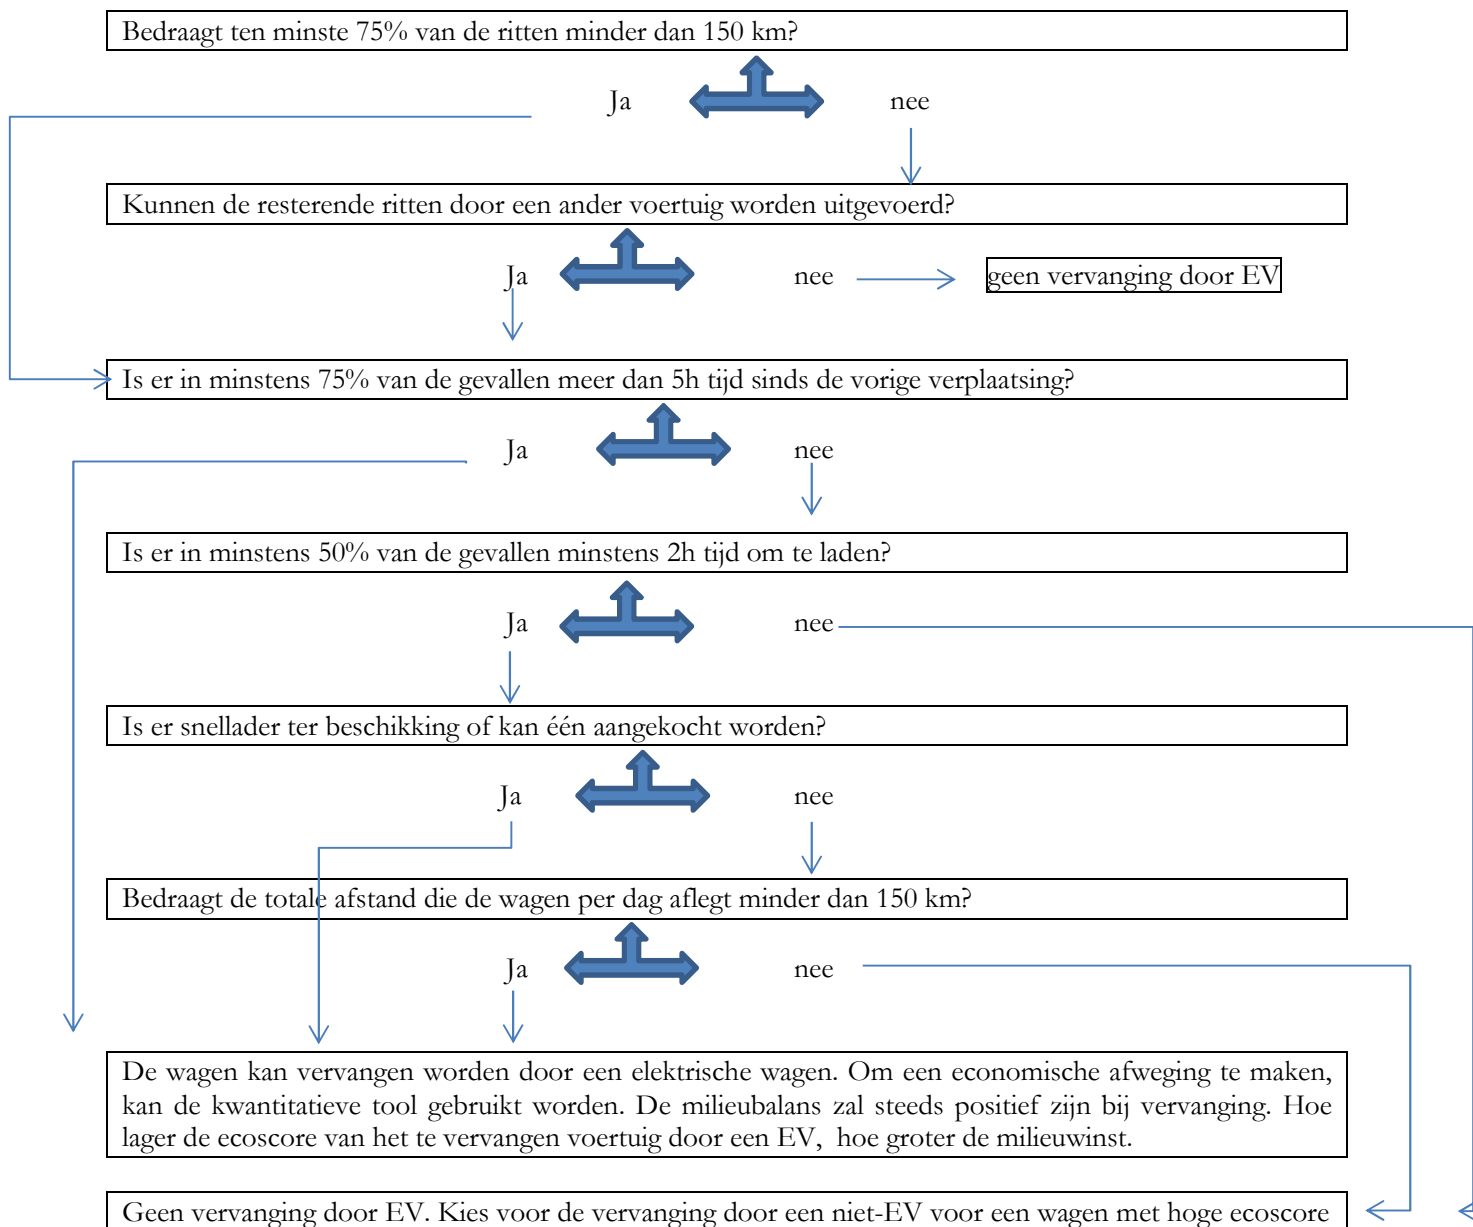 Bedraagt ten minste 75% van de ritten minder dan 150 km?
Ja nee
Kunnen de resterende ritten door een ander voertuig worden uitgevoerd?
Ja nee geen vervanging door EV
Is er in minstens 75% van de gevallen meer dan 5h tijd sinds de vorige verplaatsing?
Ja nee
Is er in minstens 50% van de gevallen minstens 2h tijd om te laden?
Ja nee
Is er snellader ter beschikking of kan één aangekocht worden?
Ja nee
Bedraagt de totale afstand die de wagen per dag aflegt minder dan 150 km?
Ja nee
De wagen kan vervangen worden door een elektrische wagen. Om een economische afweging te maken,
kan de kwantitatieve tool gebruikt worden. De milieubalans zal steeds positief zijn bij vervanging. Hoe
lager de ecoscore van het te vervangen voertuig door een EV, hoe groter de milieuwinst.
Geen vervanging door EV. Kies voor de vervanging door een niet-EV voor een wagen met hoge ecoscore